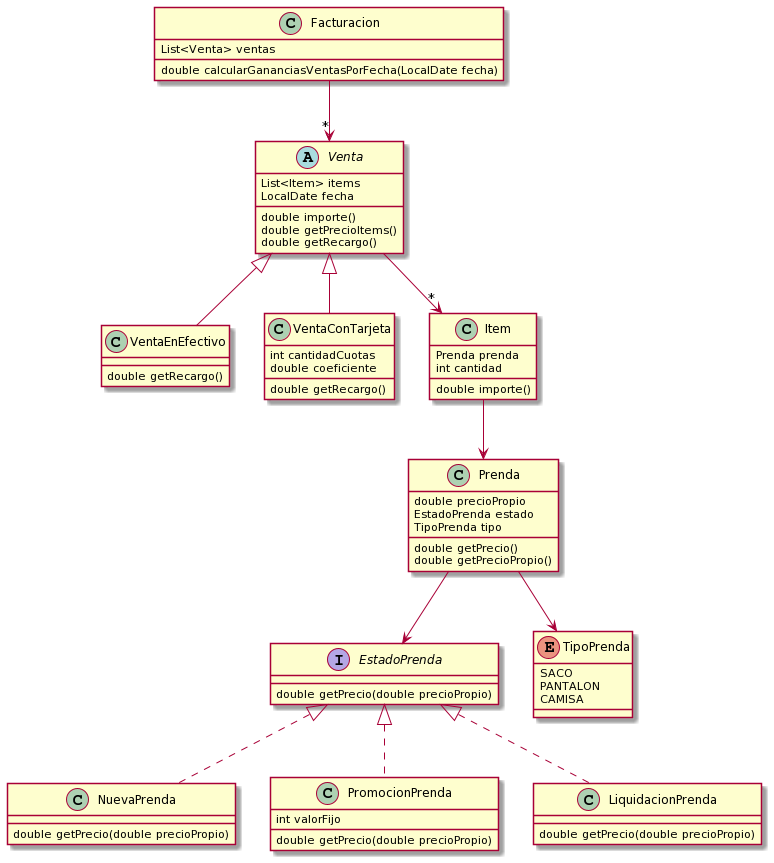 C Facturacion
List<Venta> ventas
double calcularGananciasVentasPorFecha(LocalDate fecha)
*
A Venta
List<Item> items
LocalDate fecha
double importe()
double getPrecioItems()
double getRecargo()
*
C VentaEnEfectivo
double getRecargo()
C VentaConTarjeta
int cantidadCuotas
double coeficiente
double getRecargo()
C Item
Prenda prenda
int cantidad
double importe()
C Prenda
double precioPropio
EstadoPrenda estado
TipoPrenda tipo
double getPrecio()
double getPrecioPropio()
I EstadoPrenda
double getPrecio(double precioPropio)
E TipoPrenda
SACO
PANTALON
CAMISA
C NuevaPrenda
double getPrecio(double precioPropio)
C PromocionPrenda
int valorFijo
double getPrecio(double precioPropio)
C LiquidacionPrenda
double getPrecio(double precioPropio)